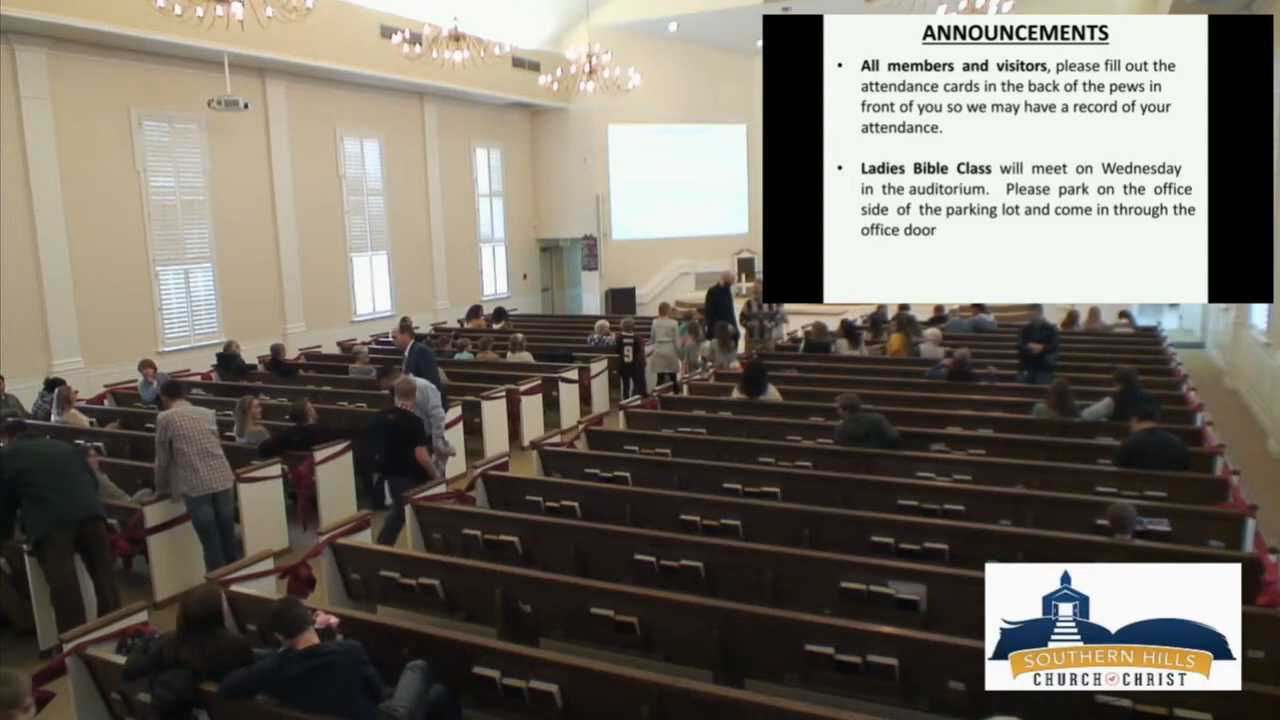 ANNOUNCEMENTS
• All members and visitors, please fill out the
attendance cards in the back of the pews in
front of you so we may have a record of your
attendance.
• Ladies Bible Class will meet on Wednesday
in the auditorium. Please park on the office
side of the parking lot and come in through the
office door
9
SOUTHERN HILLS
CHURCH OF CHRIST